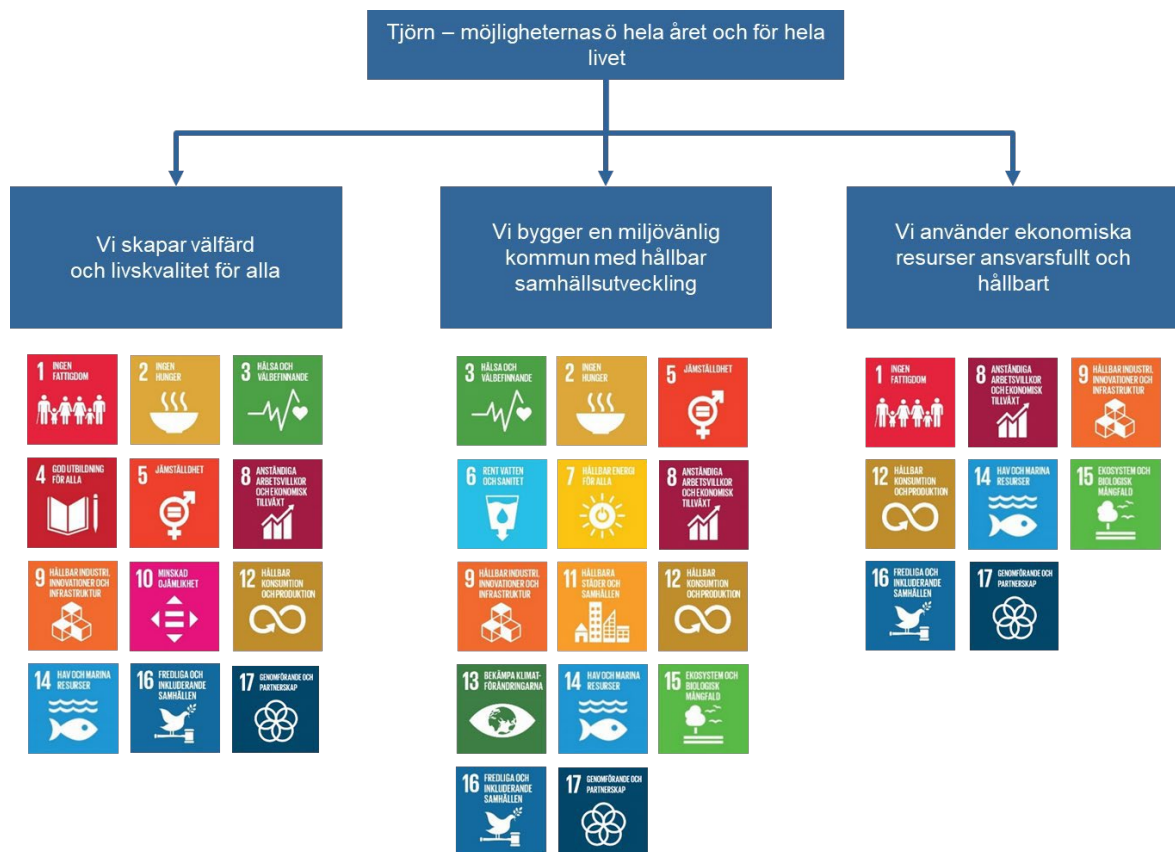 Tjörn – möjligheternas ö hela året och för hela
livet
Vi skapar välfärd
och livskvalitet för alla
Vi bygger en miljövänlig
kommun med hållbar
samhällsutveckling
Vi använder ekonomiska
resurser ansvarsfullt och
hållbart
1 INGEN
FATTIGDOM
2 INGEN
HUNGER
3 HÄLSA OCH
VÄLBEFINNANDE
4 GOD UTBILDNING
FÖR ALLA
5 JÄMSTÄLLDHET
8 ANSTÄNDIGA
ARBETSVILLKOR
OCH EKONOMISK
TILLVÄXT
9 HÅLLBAR INDUSTRI,
INNOVATIONER OCH
INFRASTRUKTUR
10 MINSKAD
OJÄMLIKHET
12 HÅLLBAR
KONSUMTION
OCH PRODUKTION
14 HAV OCH MARINA
RESURSER
16 FREDLIGA OCH
INKLUDERANDE
SAMHÄLLEN
17 GENOMFÖRANDE OCH
PARTNERSKAP
3 HÄLSA OCH
VÄLBEFINNANDE
2 INGEN
HUNGER
5 JÄMSTÄLLDHET
6 RENT VATTEN
OCH SANITET
7 HÅLLBAR ENERGI
FÖR ALLA
8 ANSTÄNDIGA
ARBETSVILLKOR
OCH EKONOMISK
TILLVÄXT
9 HÅLLBAR INDUSTRI,
INNOVATIONER OCH
INFRASTRUKTUR
11 HÅLLBARA
STÄDER OCH
SAMHÄLLEN
12 HÅLLBAR
KONSUMTION
OCH PRODUKTION
13 BEKÄMPA KLIMAT-
FÖRÄNDRINGARNA
14 HAV OCH MARINA
RESURSER
15 EKOSYSTEM OCH
BIOLOGISK
MÅNGFALD
16 FREDLIGA OCH
INKLUDERANDE
SAMHÄLLEN
17 GENOMFÖRANDE OCH
PARTNERSKAP
1 INGEN
FATTIGDOM
8 ANSTÄNDIGA
ARBETSVILLKOR
OCH EKONOMISK
TILLVÄXT
9 HÅLLBAR INDUSTRI,
INNOVATIONER OCH
INFRASTRUKTUR
12 HÅLLBAR
KONSUMTION
OCH PRODUKTION
14 HAV OCH MARINA
RESURSER
15 EKOSYSTEM OCH
BIOLOGISK
MÅNGFALD
16 FREDLIGA OCH
INKLUDERANDE
SAMHÄLLEN
17 GENOMFÖRANDE OCH
PARTNERSKAP